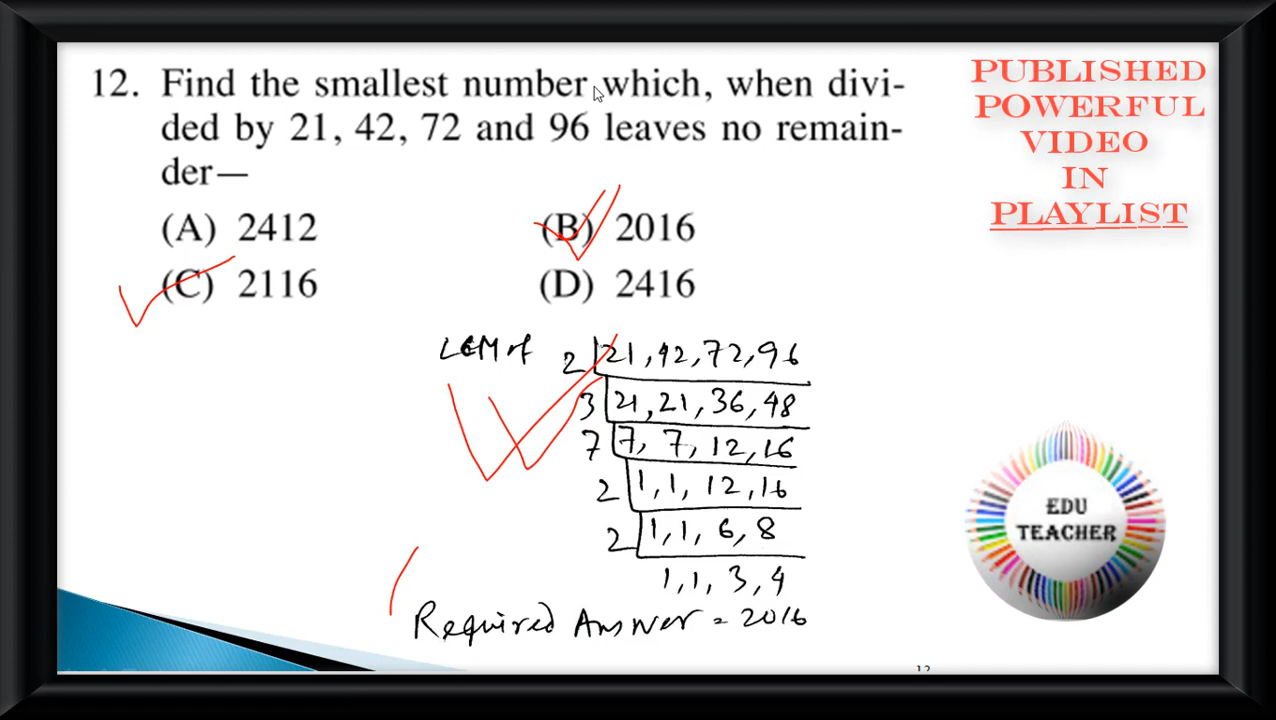 12. Find the smallest number which, when divi-
ded by 21, 42, 72 and 96 leaves no remain-
der—
(A) 2412 (B) 2016
(C) 2116 (D) 2416
LCM of 2 21, 42, 72, 96
3 21, 21, 36, 48
7 7, 7, 12, 16
2 1, 1, 12, 16
2 1, 1, 6, 8
1, 1, 3, 4
Required Answer = 2016
PUBLISHED
POWERFUL
VIDEO
IN
PLAYLIST
EDU
TEACHER
12